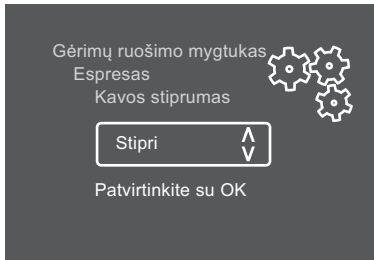 Gėrimų ruošimo mygtukas
Espresas
Kavos stiprumas
Stipri
Patvirtinkite su OK